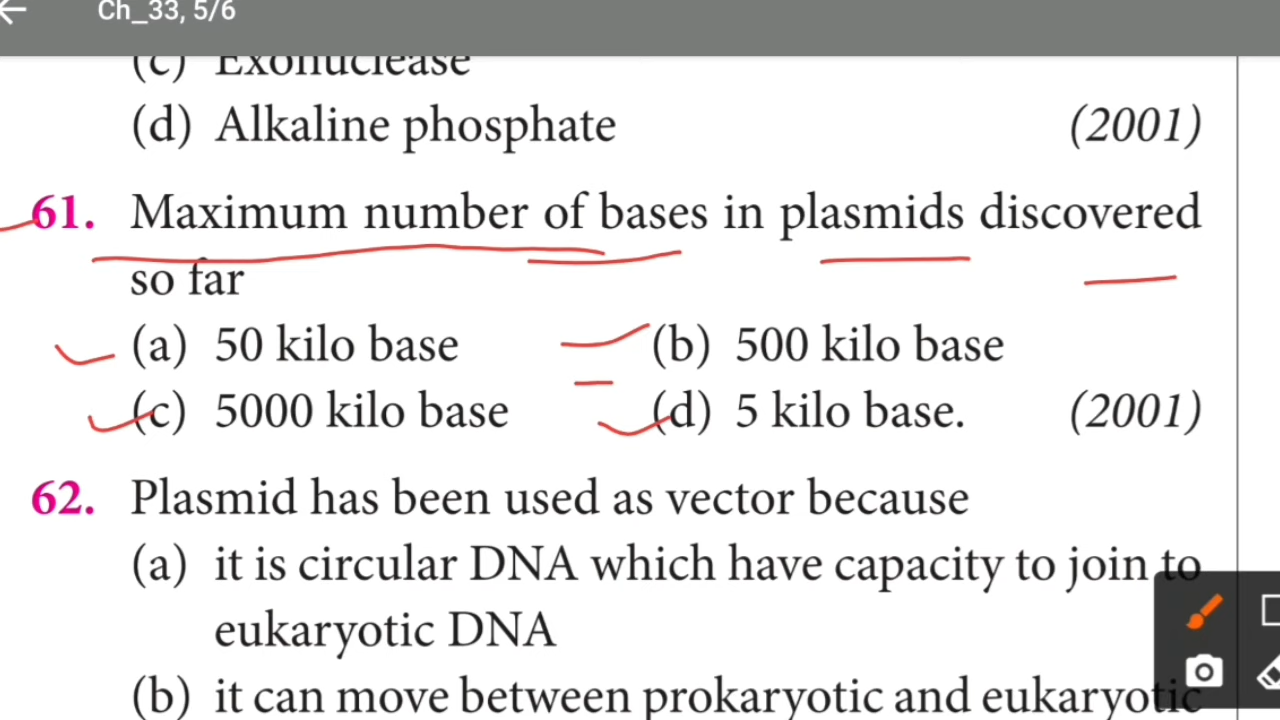 Ch_33, 5/6
(c) Exonuclease
(d) Alkaline phosphate (2001)
61. Maximum number of bases in plasmids discovered
so far
(a) 50 kilo base (b) 500 kilo base
(c) 5000 kilo base (d) 5 kilo base. (2001)
62. Plasmid has been used as vector because
(a) it is circular DNA which have capacity to join to
eukaryotic DNA
(b) it can move between prokaryotic and eukaryotic